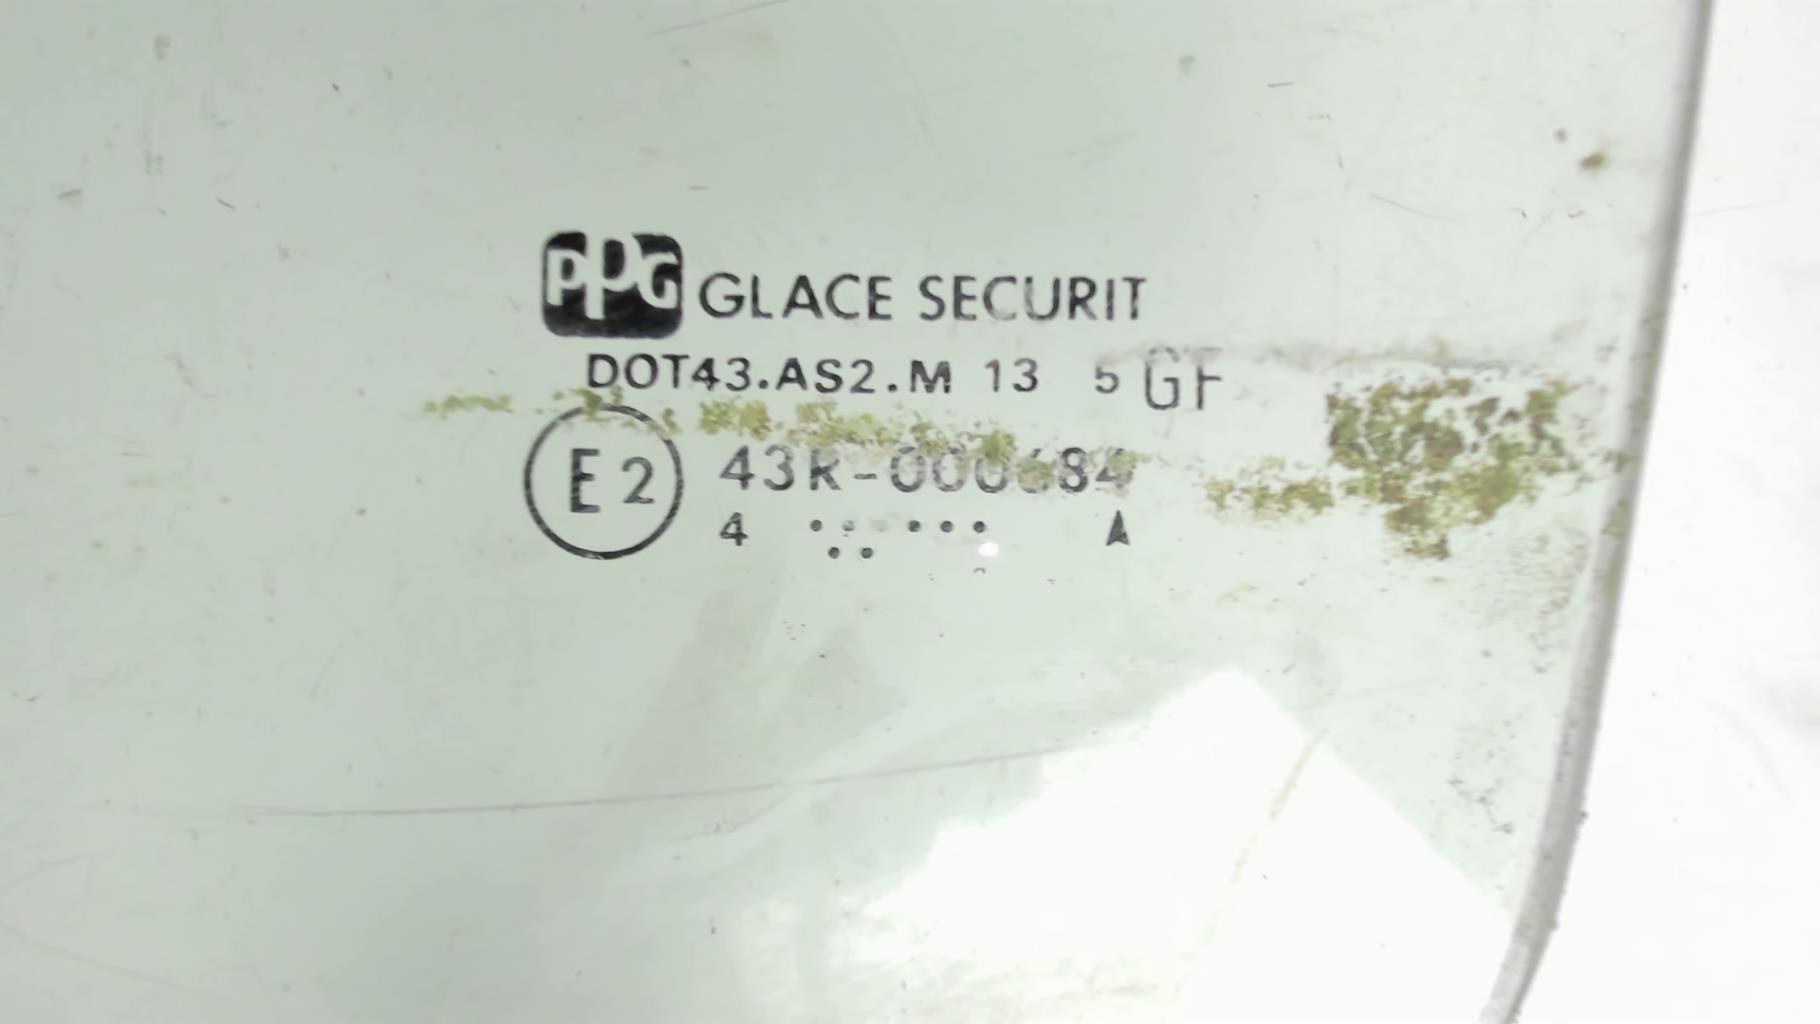 PPG GLACE SECURIT
DOT43.AS2.M 13 5 GF
E2 43R-000684
4